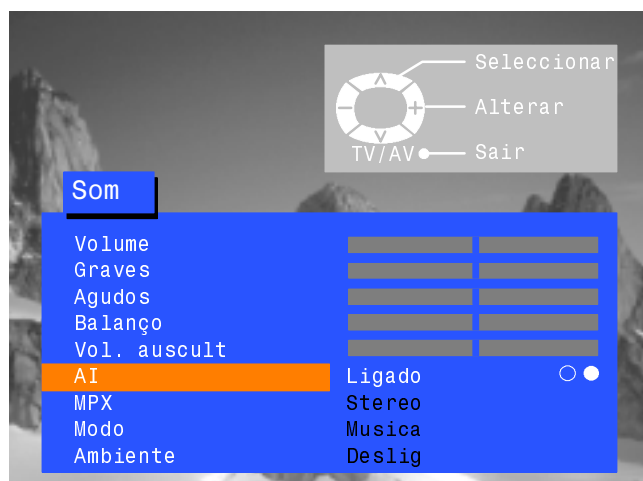 Seleccionar
Alterar
TV/AV Sair
Som
Volume
Graves
Agudos
Balanço
Vol. auscult
AI Ligado
MPX Stereo
Modo Musica
Ambiente Deslig